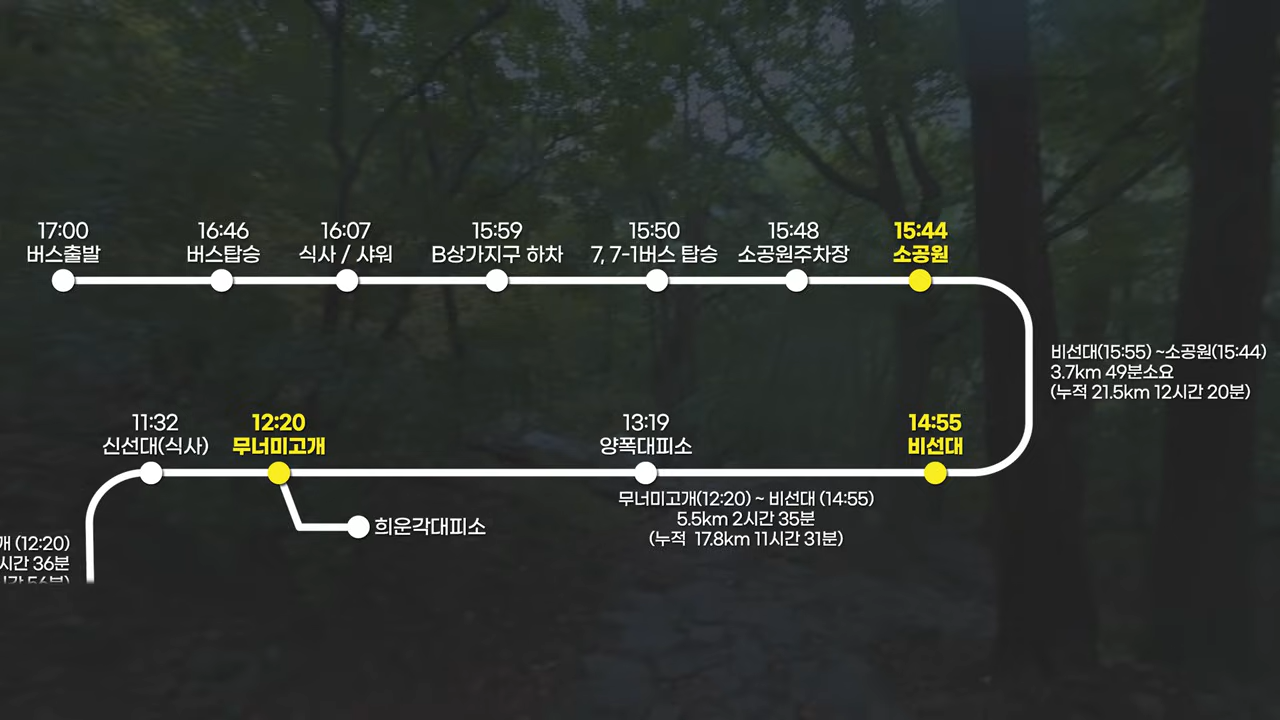 17:00
버스출발
16:46
버스탑승
16:07
식사 / 샤워
15:59
B상가지구 하차
15:50
7, 7-1버스 탑승
15:48
소공원주차장
15:44
소공원
비선대(15:55) ~소공원(15:44)
3.7km 49분소요
(누적 21.5km 12시간 20분)
11:32
신선대(식사)
12:20
무너미고개
13:19
양폭대피소
14:55
비선대
무너미고개(12:20) ~ 비선대 (14:55)
5.5km 2시간 35분
(누적 17.8km 11시간 31분)
희운각대피소
개 (12:20)
시간 36분